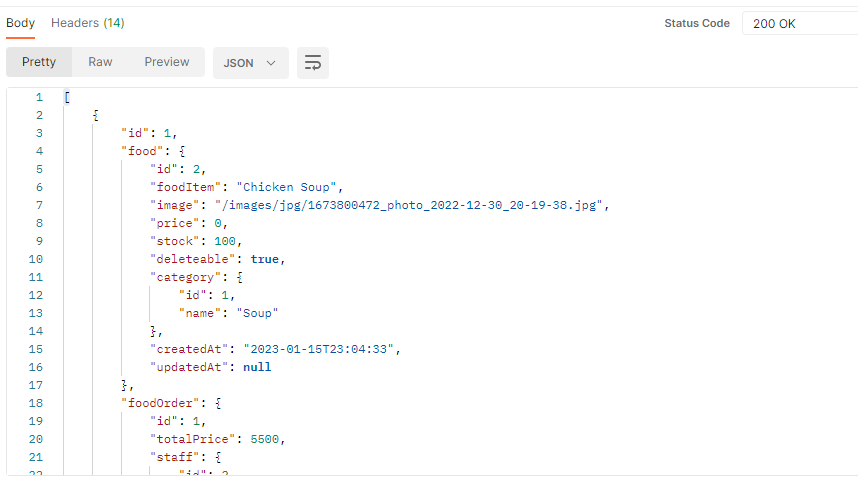 Body Headers (14) Status Code 200 OK
Pretty Raw Preview JSON
1 [
2 {
3 "id": 1,
4 "food": {
5 "id": 2,
6 "foodItem": "Chicken Soup",
7 "image": "/images/jpg/1673800472_photo_2022-12-30_20-19-38.jpg",
8 "price": 0,
9 "stock": 100,
10 "deleteable": true,
11 "category": {
12 "id": 1,
13 "name": "Soup"
14 },
15 "createdAt": "2023-01-15T23:04:33",
16 "updatedAt": null
17 },
18 "foodOrder": {
19 "id": 1,
20 "totalPrice": 5500,
21 "staff": {
22 "id":